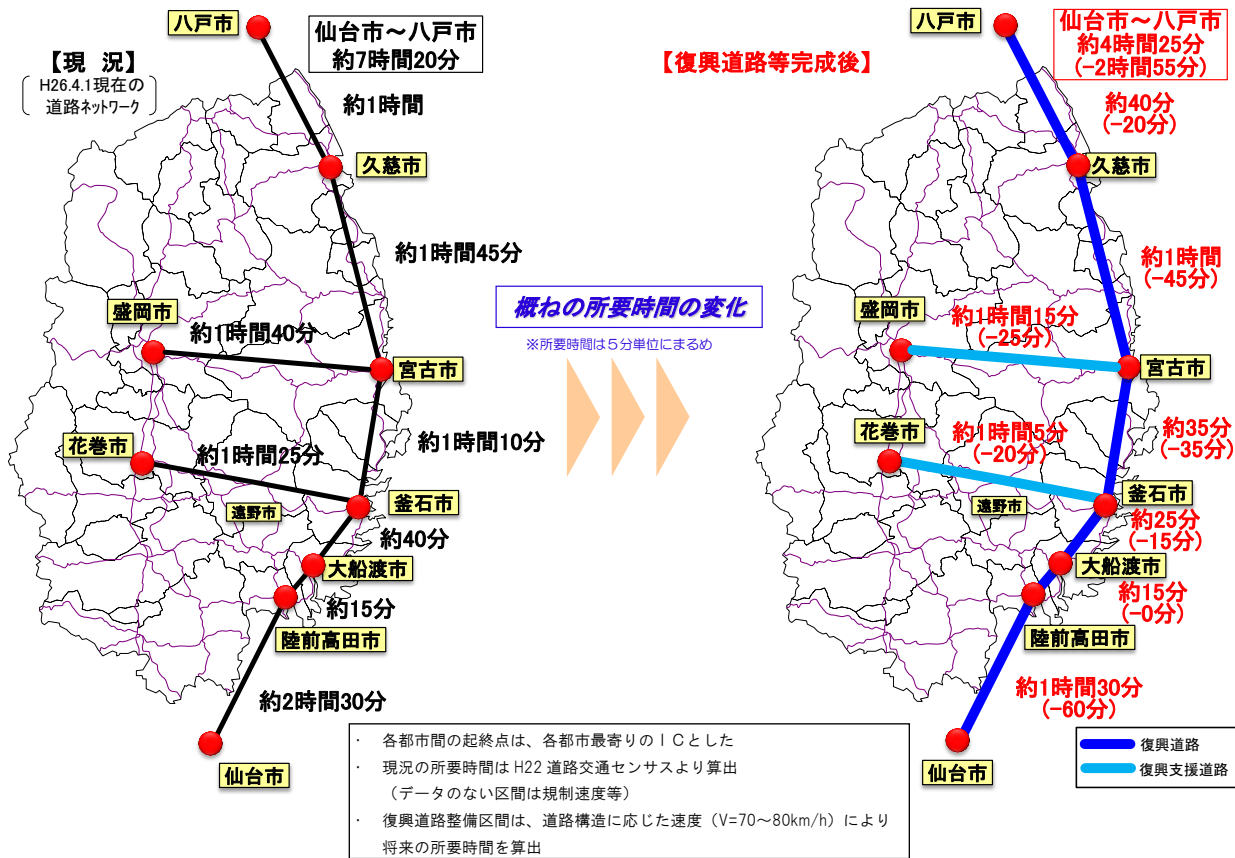 八戸市
仙台市～八戸市
約7時間20分
【現　況】
H26.4.1現在の
道路ネットワーク
約1時間
久慈市
約1時間45分
盛岡市
約1時間40分
宮古市
花巻市
約1時間25分
約1時間10分
遠野市
釜石市
約40分
大船渡市
約15分
陸前高田市
約2時間30分
仙台市
概ねの所要時間の変化
※所要時間は５分単位にまるめ
【復興道路等完成後】
八戸市
仙台市～八戸市
約4時間25分
(-2時間55分)
約40分
(-20分)
久慈市
約1時間
(-45分)
盛岡市
約1時間15分
(-25分)
宮古市
花巻市
約1時間5分
(-20分)
約35分
(-35分)
遠野市
釜石市
約25分
(-15分)
大船渡市
約15分
(-0分)
陸前高田市
約1時間30分
(-60分)
仙台市
復興道路
復興支援道路
・　各都市間の起終点は、各都市最寄りのＩＣとした
・　現況の所要時間は H22 道路交通センサスより算出
（データのない区間は規制速度等）
・　復興道路整備区間は、道路構造に応じた速度（V=70～80km/h）により
将来の所要時間を算出